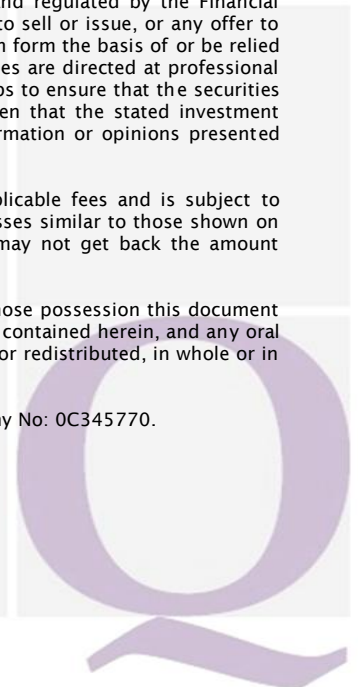 nd regulated by the Financial
to sell or issue, or any offer to
n form the basis of or be relied
es are directed at professional
ps to ensure that the securities
en that the stated investment
rmation or opinions presented
plicable fees and is subject to
sses similar to those shown on
may not get back the amount
hose possession this document
contained herein, and any oral
or redistributed, in whole or in
ny No: 0C345770.
Q